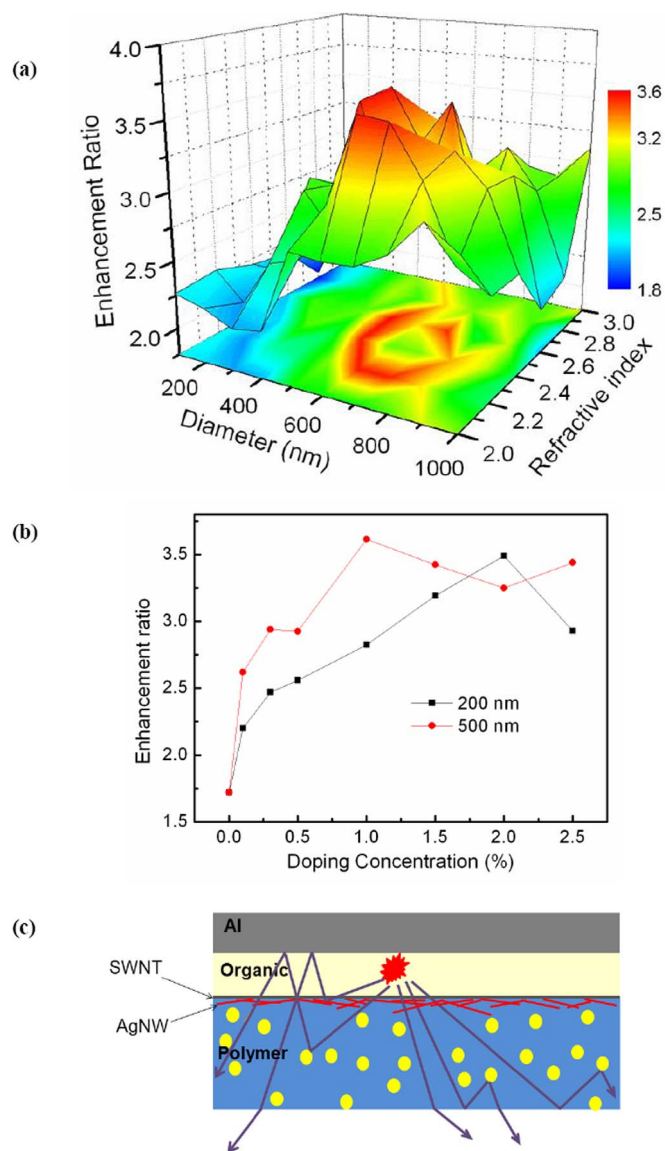 (a)
4.0
3.5
3.0
2.5
2.0
Enhancement Ratio
200
400
600
800
1000
Diameter (nm)
2.0
2.2
2.4
2.6
2.8
3.0
Refractive index
3.6
3.2
2.5
1.8
(b)
3.5
3.0
2.5
2.0
1.5
Enhancement ratio
200 nm
500 nm
0.0 0.5 1.0 1.5 2.0 2.5
Doping Concentration (%)
(c)
Al
Organic
SWNT
AgNW
Polymer